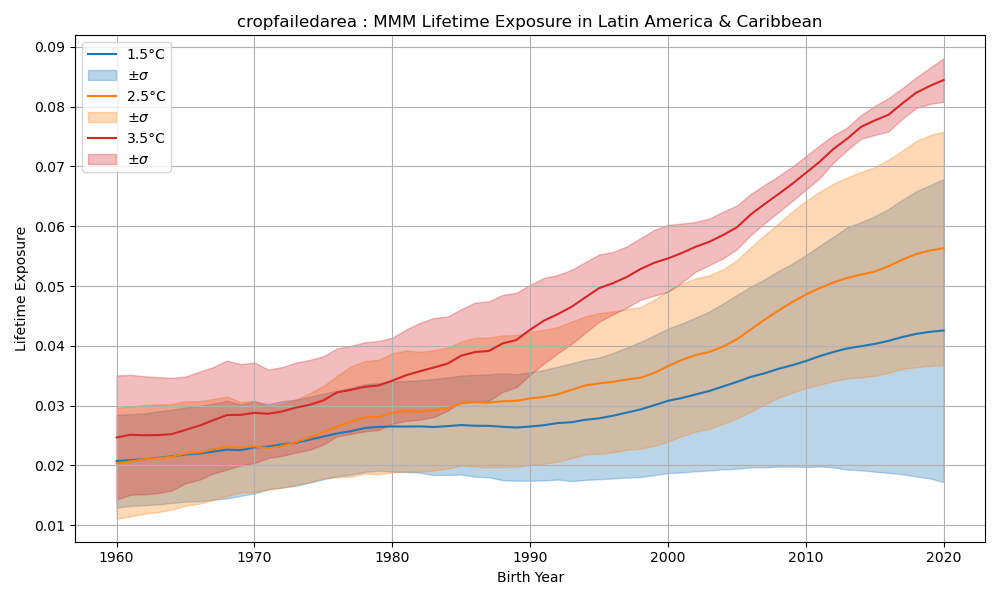 cropfailedarea : MMM Lifetime Exposure in Latin America & Caribbean
1.5°C
±σ
2.5°C
±σ
3.5°C
±σ
0.09
0.08
0.07
0.06
0.05
0.04
0.03
0.02
0.01
Lifetime Exposure
1960 1970 1980 1990 2000 2010 2020
Birth Year